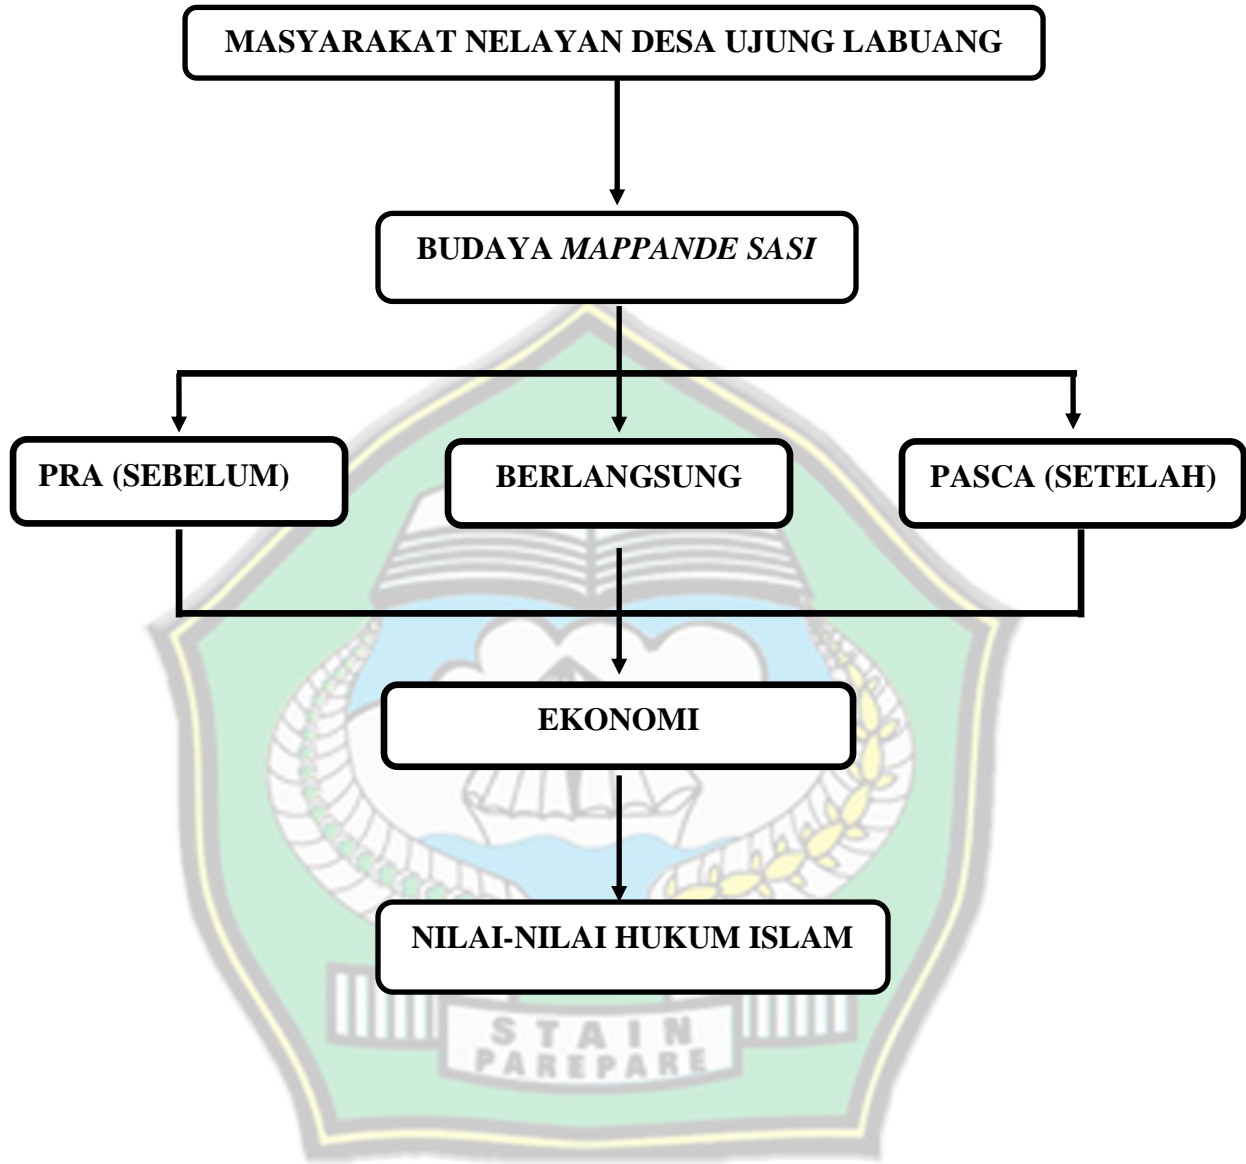 MASYARAKAT NELAYAN DESA UJUNG LABUANG
BUDAYA MAPPANDE SASI
PRA (SEBELUM)
BERLANGSUNG
PASCA (SETELAH)
EKONOMI
NILAI-NILAI HUKUM ISLAM
STAIN
PAREPARE